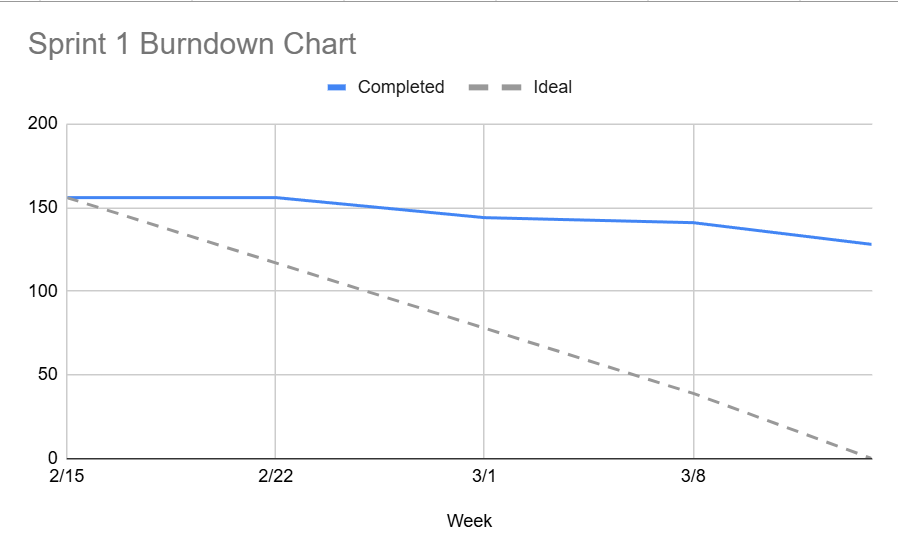 Sprint 1 Burndown Chart
Completed Ideal
200
150
100
50
0
2/15 2/22 3/1 3/8
Week